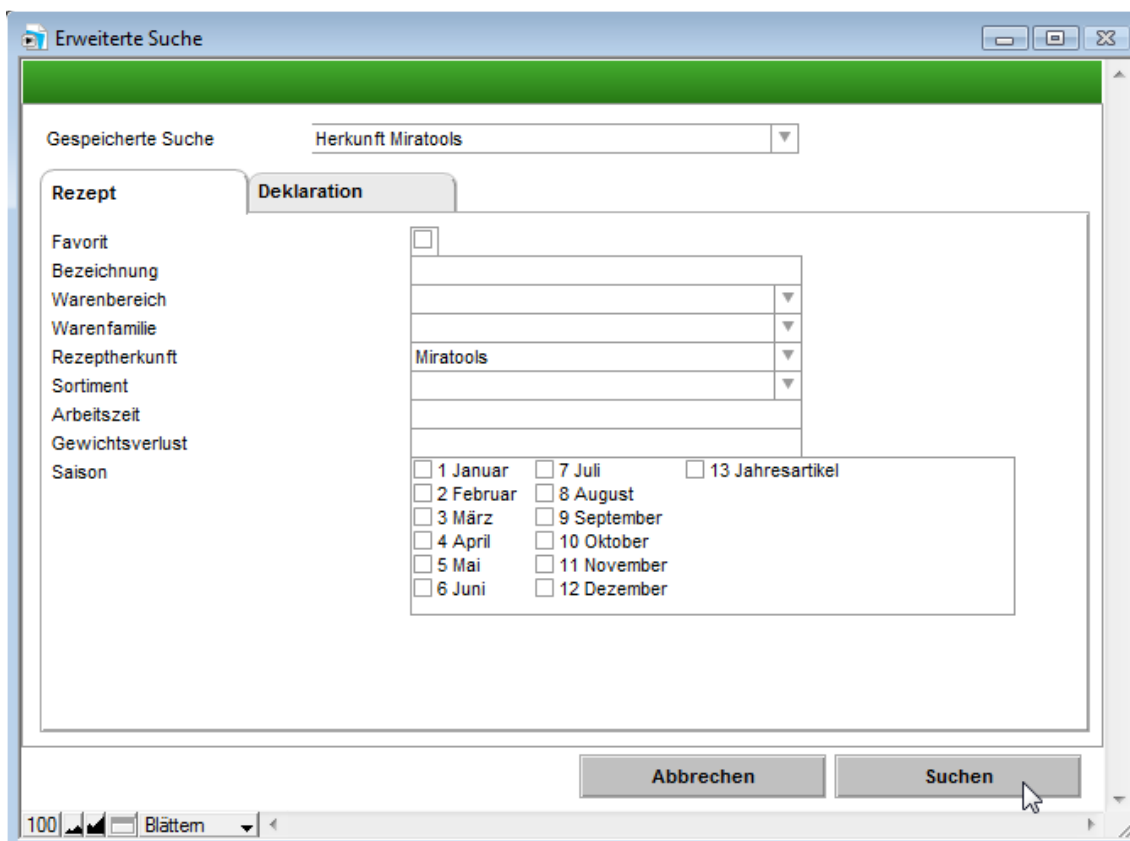 Erweiterte Suche
Gespeicherte Suche Herkunft Miratools
Rezept Deklaration
Favorit
Bezeichnung
Warenbereich
Warenfamilie
Rezeptherkunft Miratools
Sortiment
Arbeitszeit
Gewichtsverlust
Saison 1 Januar 7 Juli 13 Jahresartikel
2 Februar 8 August
3 März 9 September
4 April 10 Oktober
5 Mai 11 November
6 Juni 12 Dezember
Abbrechen Suchen
100 Blättern